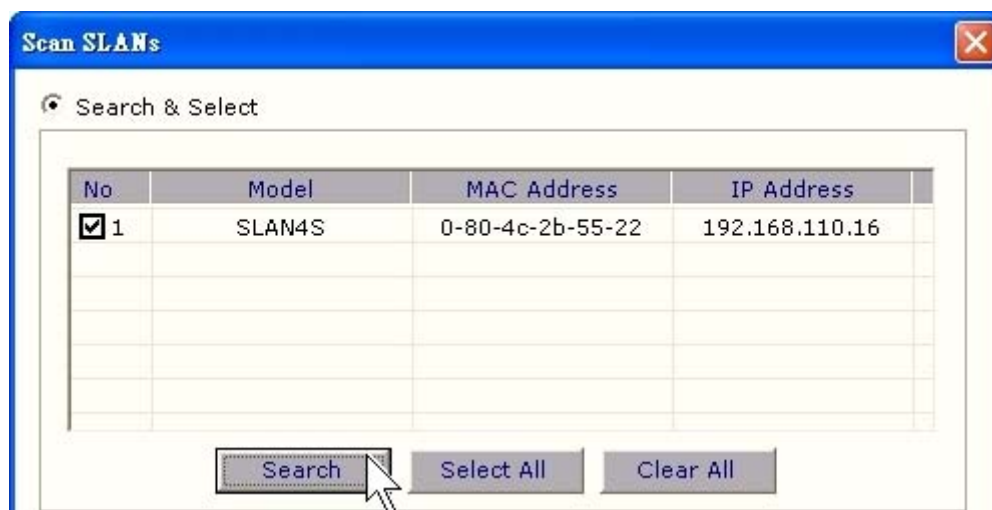 Scan SLANs
Search & Select
No Model MAC Address IP Address
1 SLAN4S 0-80-4c-2b-55-22 192.168.110.16
Search Select All Clear All